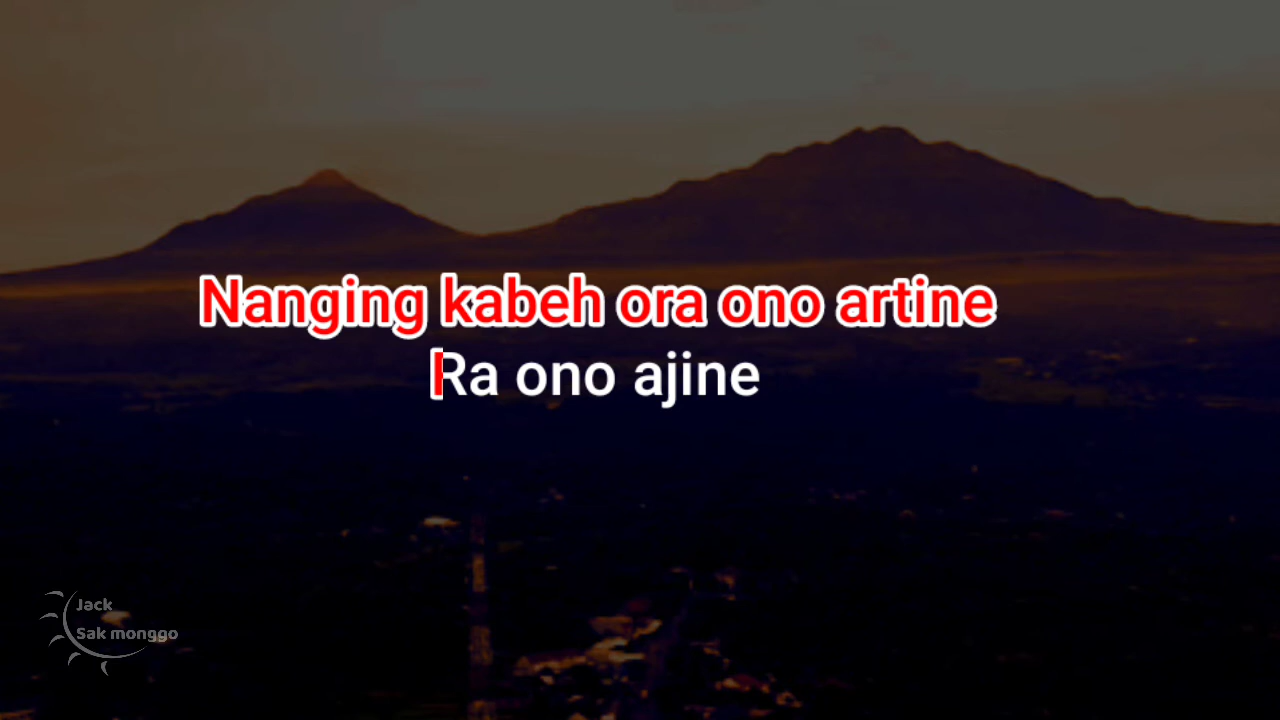 Nanging kabeh ora ono artine
Ra ono ajine
Jack
Sak monggo